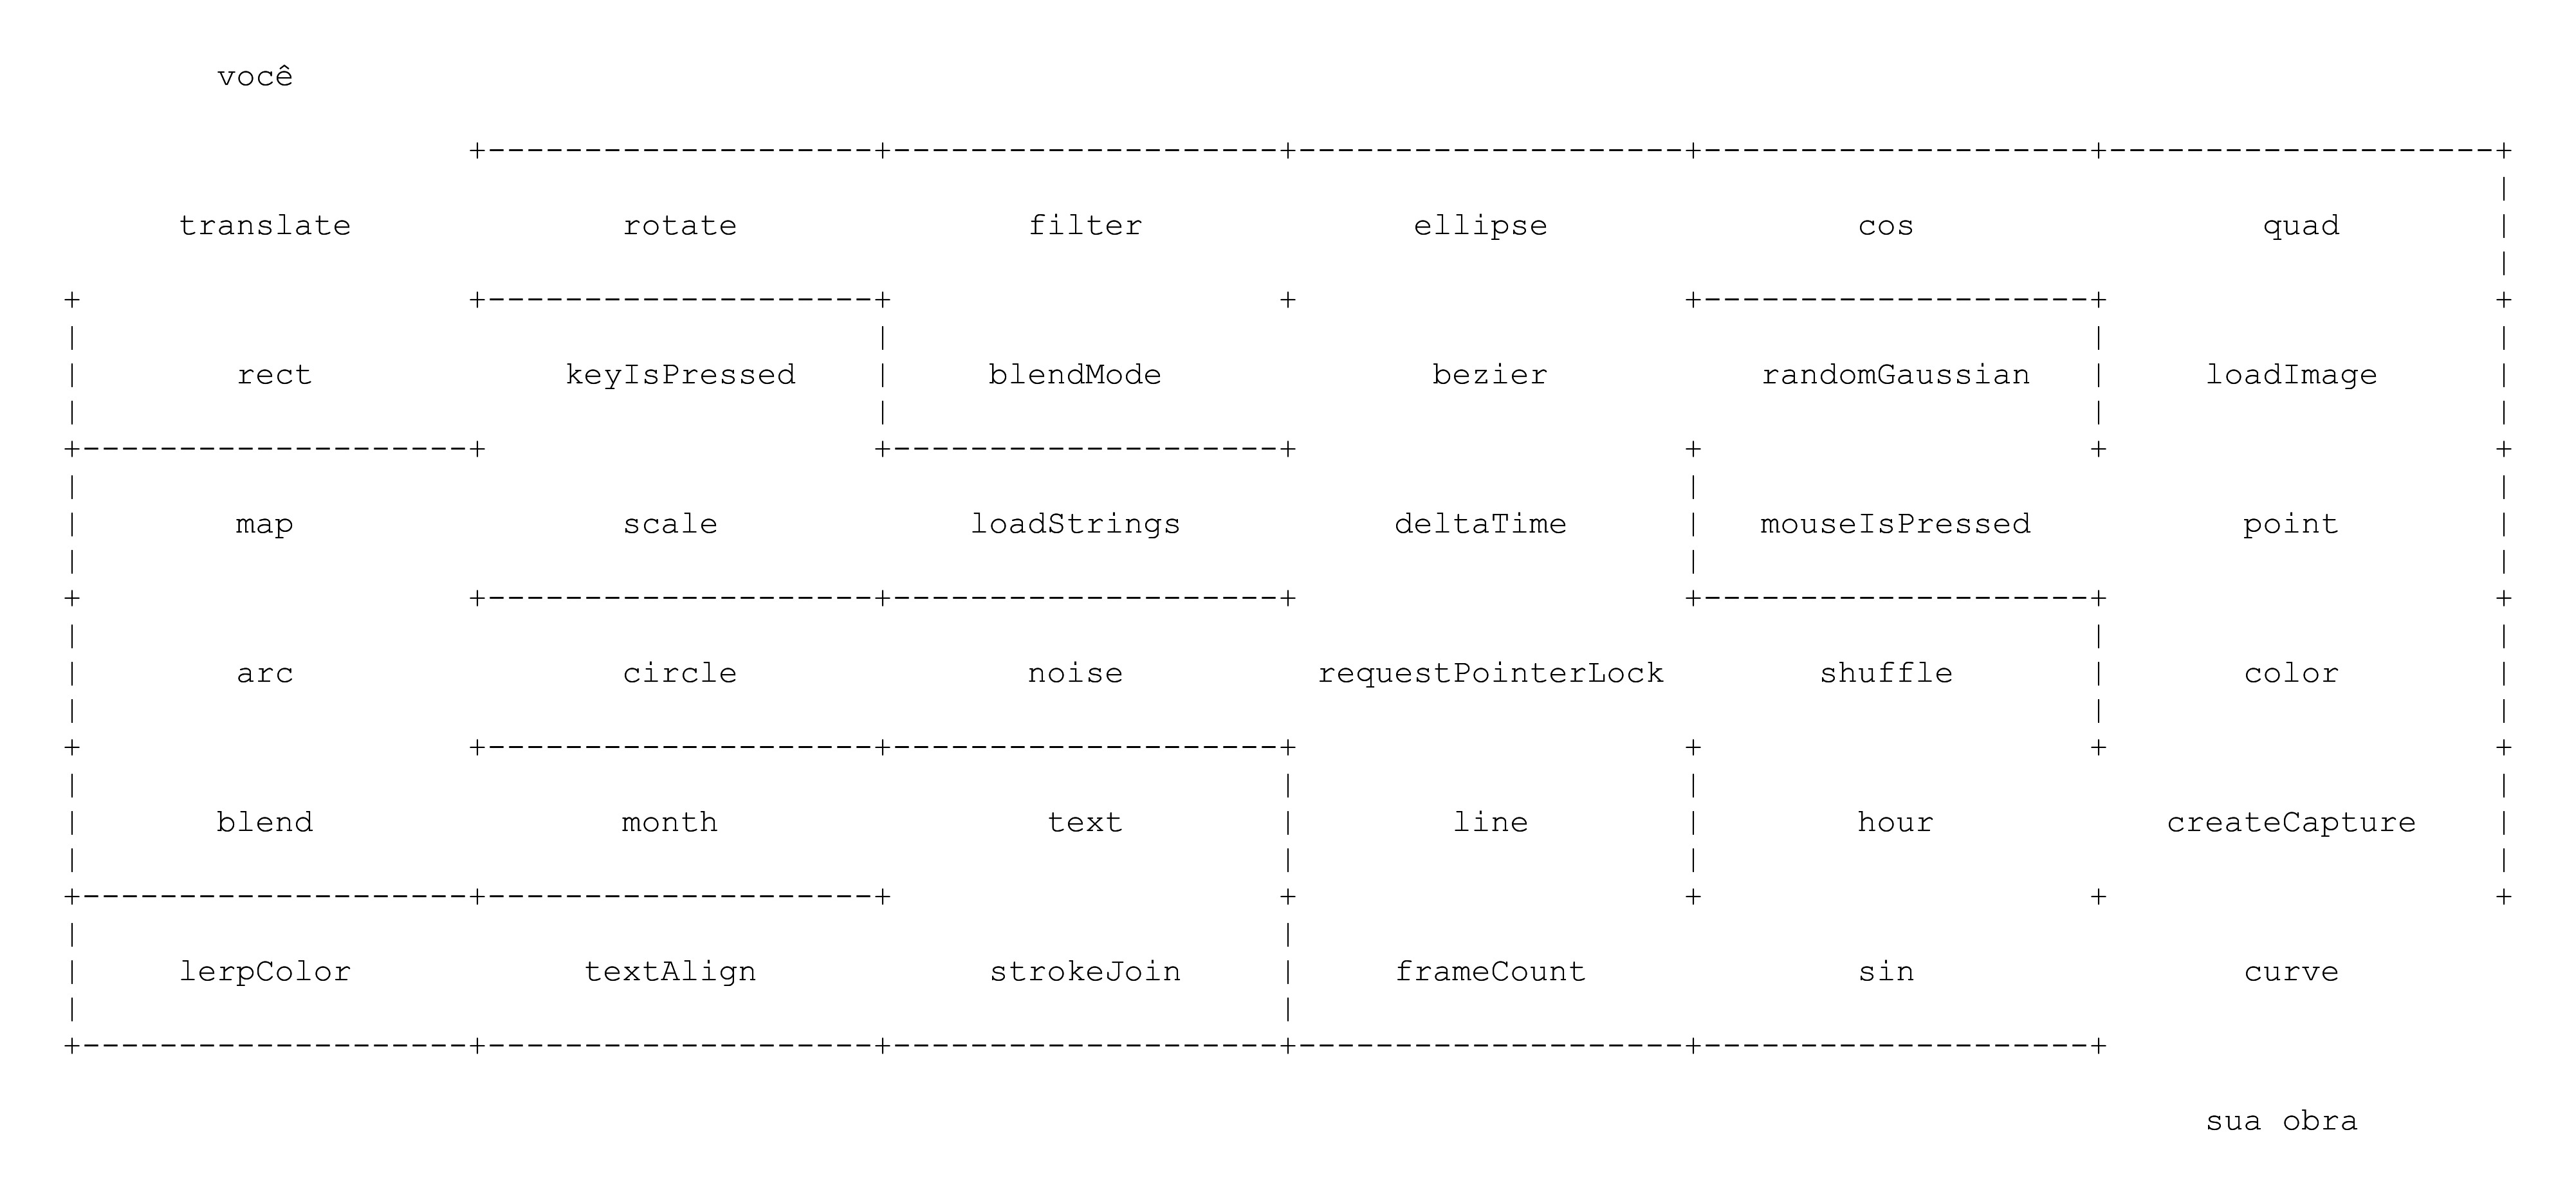 você
translate rotate filter ellipse cos quad
rect keyIsPressed blendMode bezier randomGaussian loadImage
map scale loadStrings deltaTime mouseIsPressed point
arc circle noise requestPointerLock shuffle color
blend month text line hour createCapture
lerpColor textAlign strokeJoin frameCount sin curve
sua obra